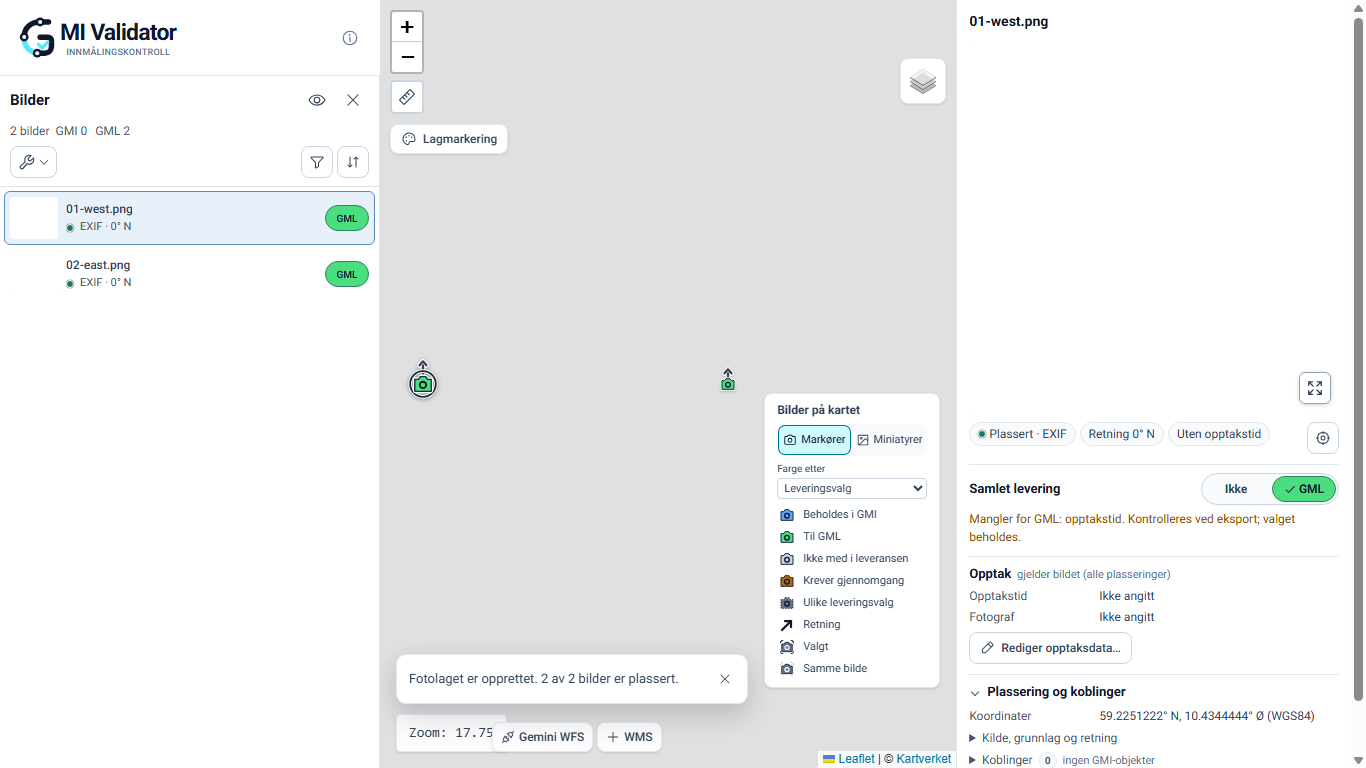 MI Validator
INNMÅLINGSKONTROLL
Bilder
2 bilder GMI 0 GML 2
01-west.png
EXIF · 0° N
GML
02-east.png
EXIF · 0° N
GML
+
−
Lagmarkering
Bilder på kartet
Markører
Miniatyrer
Farge etter
Leveringsvalg
Beholdes i GMI
Til GML
Ikke med i leveransen
Krever gjennomgang
Ulike leveringsvalg
Retning
Valgt
Samme bilde
Fotolaget er opprettet. 2 av 2 bilder er plassert.
Zoom: 17.75
Gemini WFS
WMS
Leaflet | © Kartverket
01-west.png
Plassert · EXIF
Retning 0° N
Uten opptakstid
Samlet levering
Ikke
GML
Mangler for GML: opptakstid. Kontrolleres ved eksport; valget
beholdes.
Opptak gjelder bildet (alle plasseringer)
Opptakstid Ikke angitt
Fotograf Ikke angitt
Rediger opptaksdata...
Plassering og koblinger
Koordinater 59.2251222° N, 10.4344444° Ø (WGS84)
Kilde, grunnlag og retning
Koblinger 0 ingen GMI-objekter